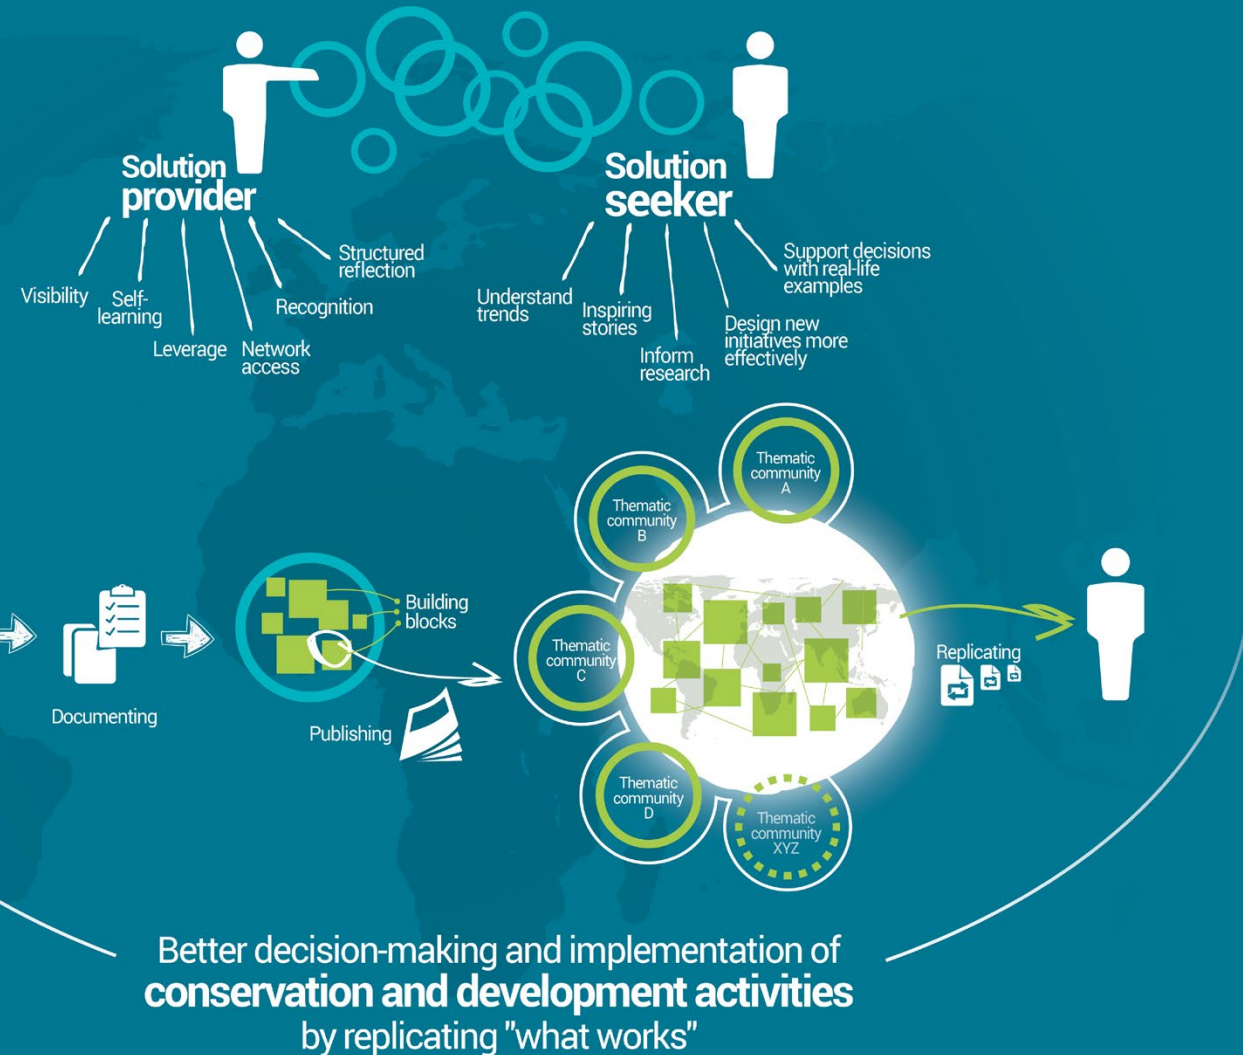 Solution
provider
Solution
seeker
Visibility
Self-
learning
Leverage
Network
access
Recognition
Structured
reflection
Understand
trends
Inspiring
stories
Inform
research
Design new
initiatives more
effectively
Support decisions
with real-life
examples
Thematic
community
A
Thematic
community
B
Thematic
community
C
Thematic
community
D
Thematic
community
XYZ
Documenting
Building
blocks
Publishing
Replicating
Better decision-making and implementation of
conservation and development activities
by replicating "what works"